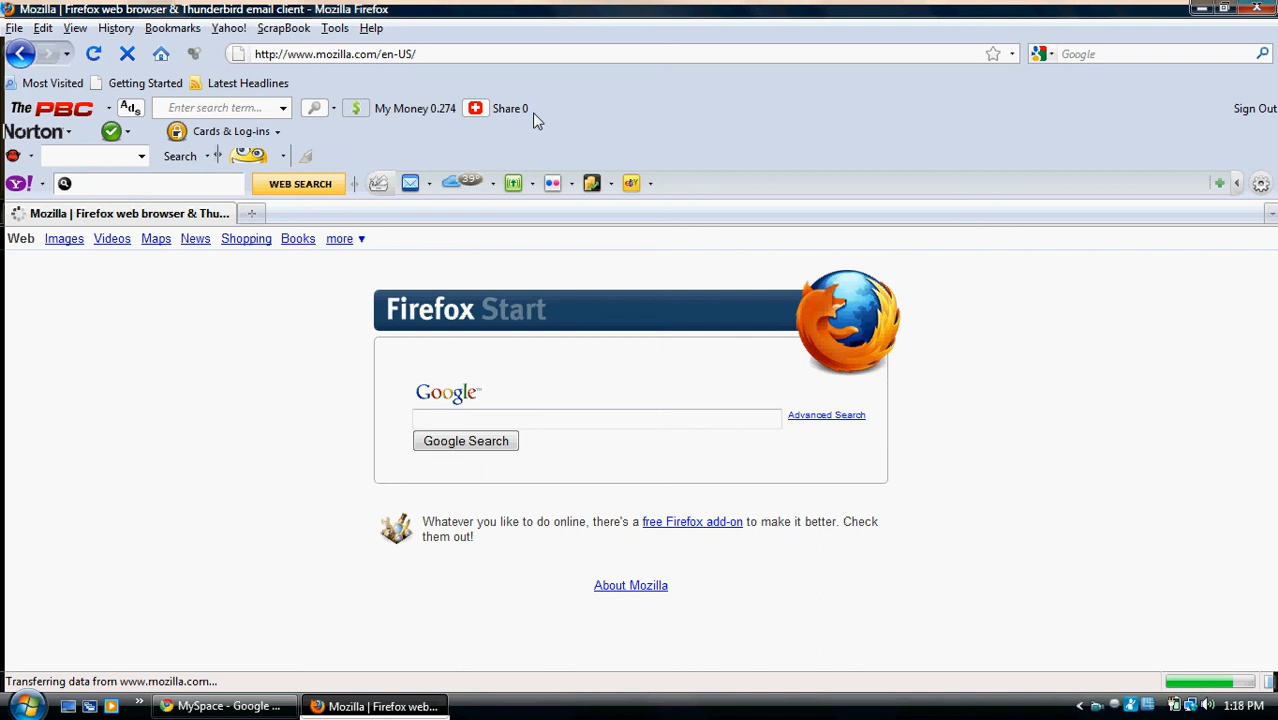 Mozilla | Firefox web browser & Thunderbird email client - Mozilla Firefox
File Edit View History Bookmarks Yahoo! ScrapBook Tools Help
http://www.mozilla.com/en-US/ Google
Most Visited Getting Started Latest Headlines
The PBC Ads Enter search term... $ My Money 0.274 Share 0 Sign Out
Norton Cards & Log-ins
Search
Y! WEB SEARCH 39° eBY
Mozilla | Firefox web browser & Thu...
Web Images Videos Maps News Shopping Books more ▼
Firefox Start
Google™
Advanced Search
Google Search
Whatever you like to do online, there's a free Firefox add-on to make it better. Check
them out!
About Mozilla
Transferring data from www.mozilla.com...
» MySpace - Google ... Mozilla | Firefox web... 1:18 PM